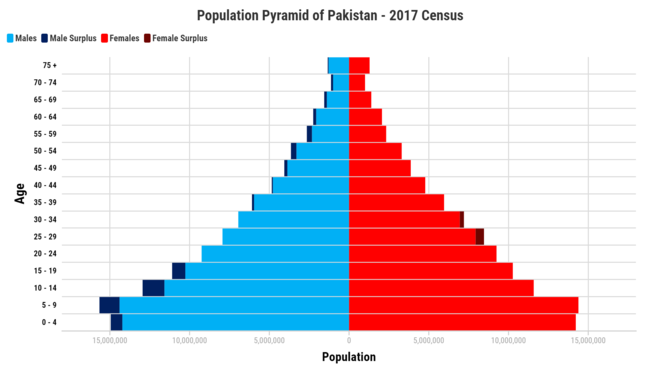 Population Pyramid of Pakistan - 2017 Census
Males Male Surplus Females Female Surplus
75 +
70 - 74
65 - 69
60 - 64
55 - 59
50 - 54
45 - 49
40 - 44
35 - 39
30 - 34
25 - 29
20 - 24
15 - 19
10 - 14
5 - 9
0 - 4
Age
15,000,000 10,000,000 5,000,000 0 5,000,000 10,000,000 15,000,000
Population